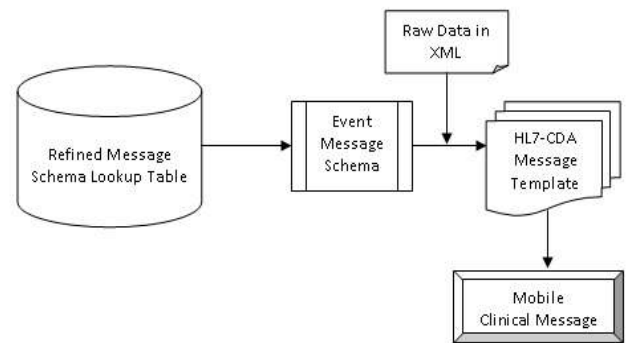 Raw Data in
XML
Refined Message
Schema Lookup Table
Event
Message
Schema
HL7-CDA
Message
Template
Mobile
Clinical Message